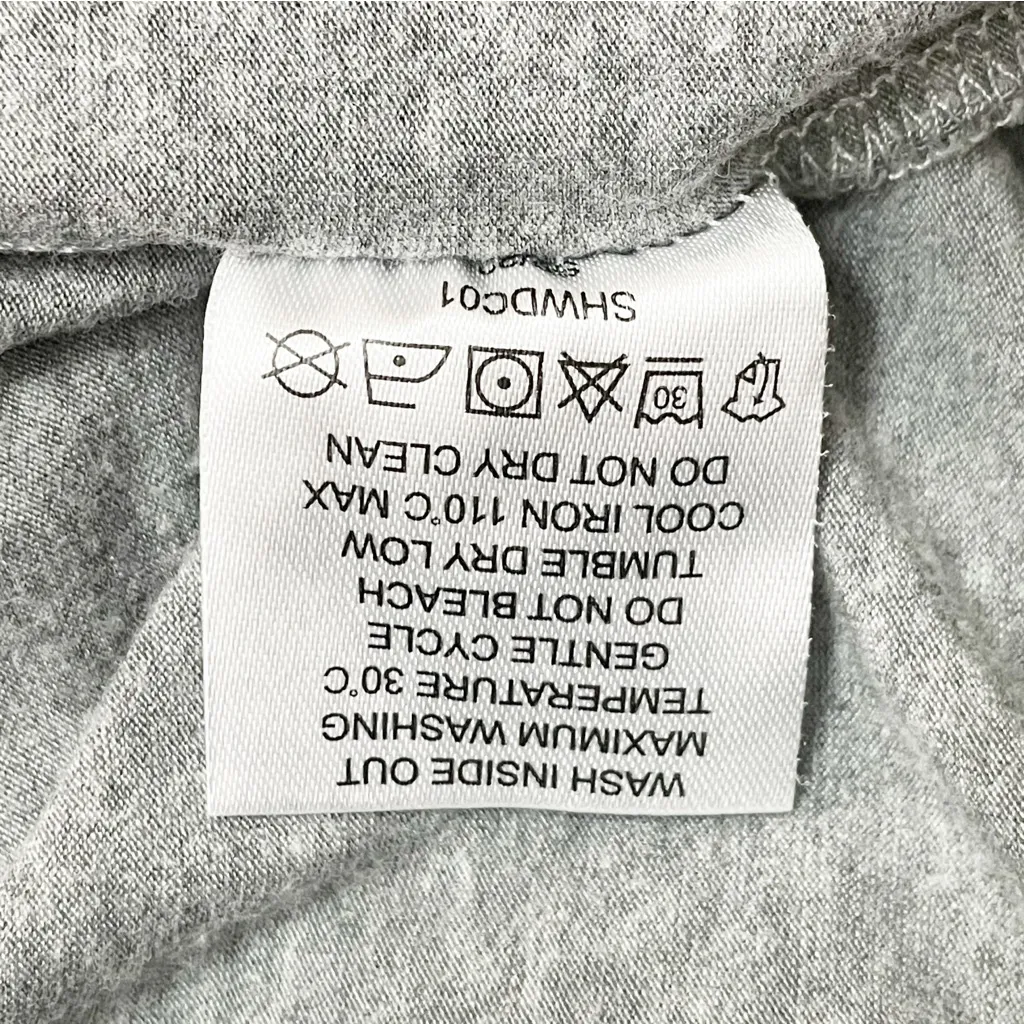 WASH INSIDE OUT
MAXIMUM WASHING
TEMPERATURE 30°C
GENTLE CYCLE
DO NOT BLEACH
TUMBLE DRY LOW
COOL IRON 110°C MAX
DO NOT DRY CLEAN
30
SHWDC01